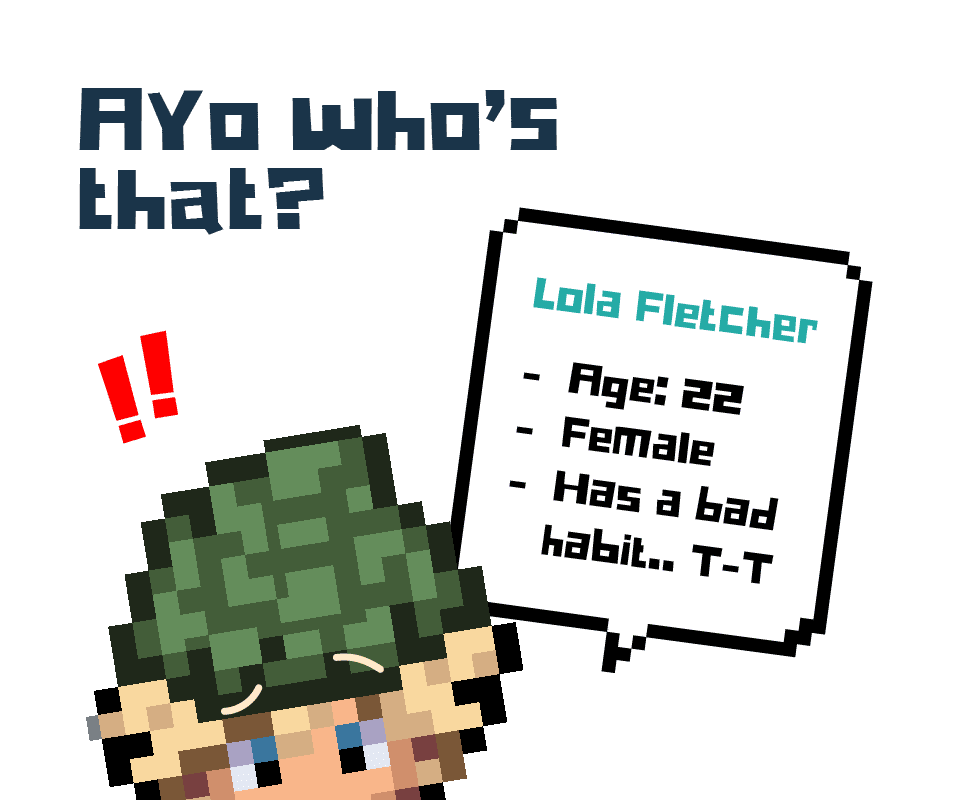 AYo who's
that?
!!
Lola Fletcher
- Age: 22
- Female
- Has a bad
habit.. T-T